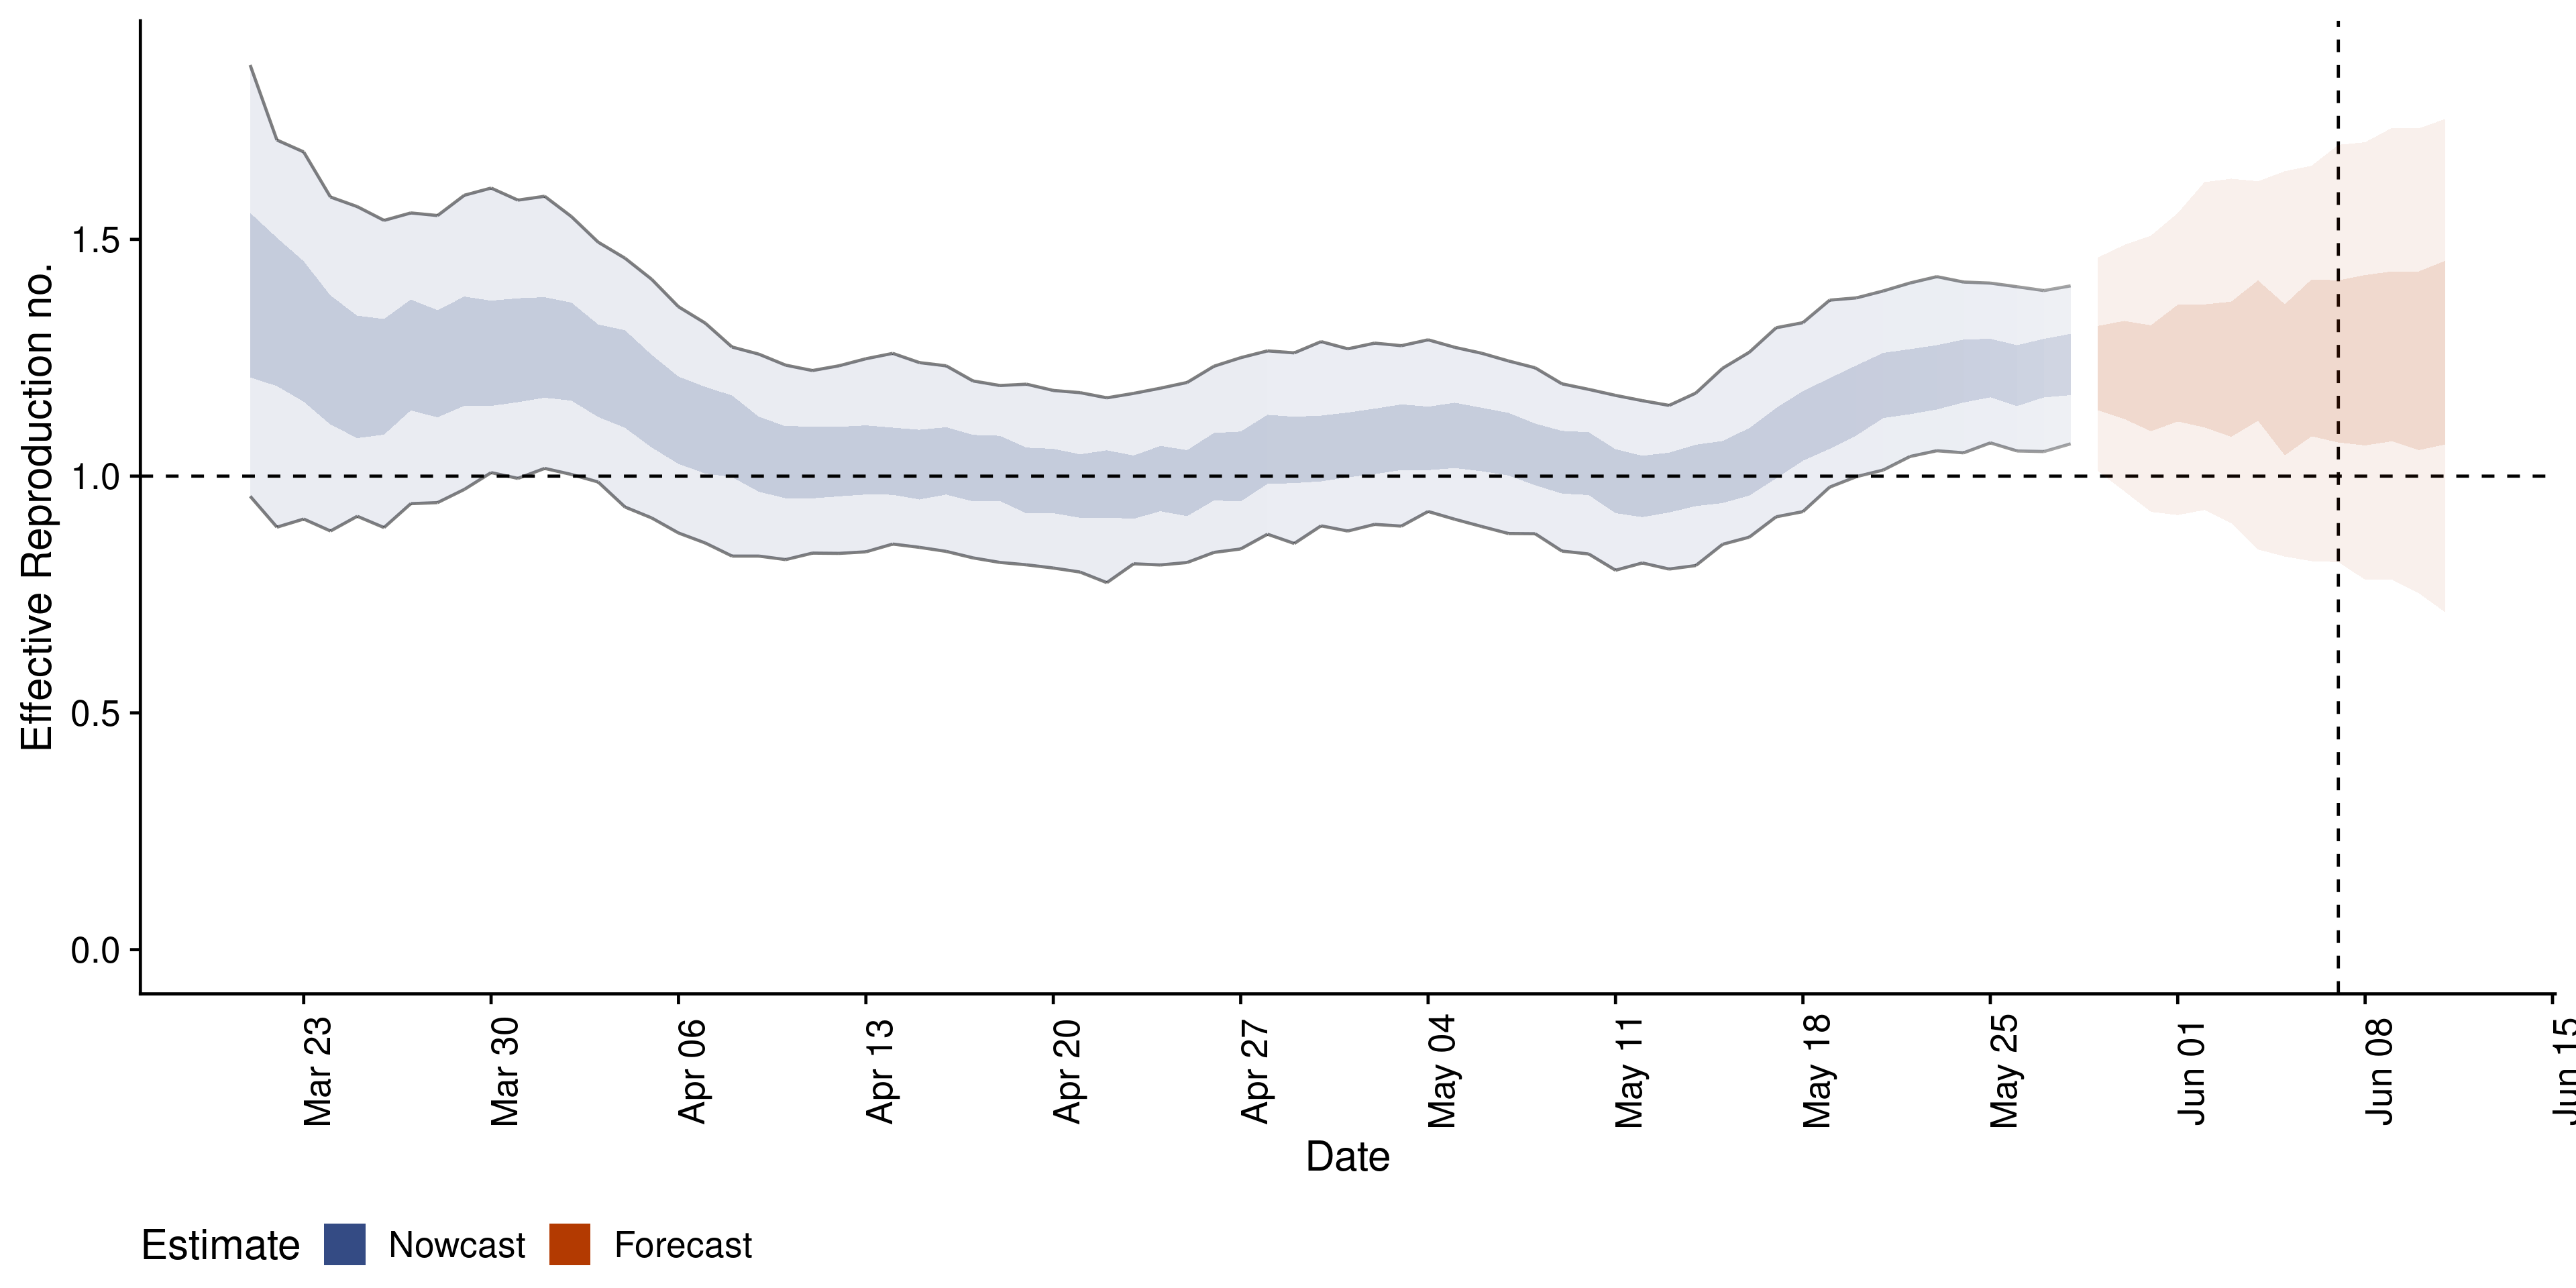 Effective Reproduction no.
1.5
1.0
0.5
0.0
Mar 23
Mar 30
Apr 06
Apr 13
Apr 20
Apr 27
May 04
May 11
May 18
May 25
Jun 01
Jun 08
Jun 15
Date
Estimate Nowcast Forecast